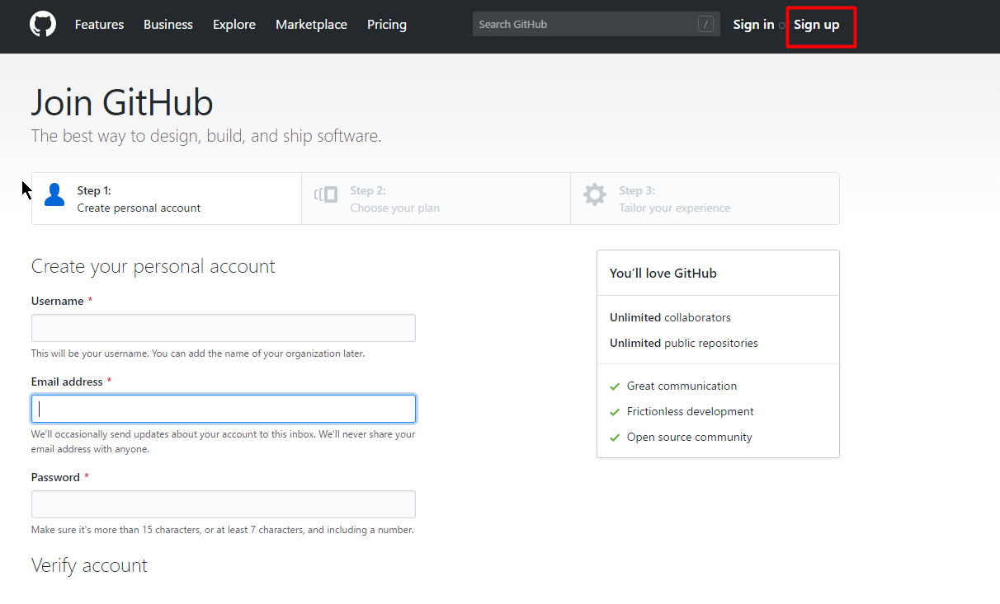 Features Business Explore Marketplace Pricing Search GitHub / Sign in o Sign up
Join GitHub
The best way to design, build, and ship software.
Step 1:
Create personal account
Step 2:
Choose your plan
Step 3:
Tailor your experience
Create your personal account
Username *
This will be your username. You can add the name of your organization later.
Email address *
We’ll occasionally send updates about your account to this inbox. We’ll never share your
email address with anyone.
Password *
Make sure it's more than 15 characters, or at least 7 characters, and including a number.
Verify account
You’ll love GitHub
Unlimited collaborators
Unlimited public repositories
Great communication
Frictionless development
Open source community